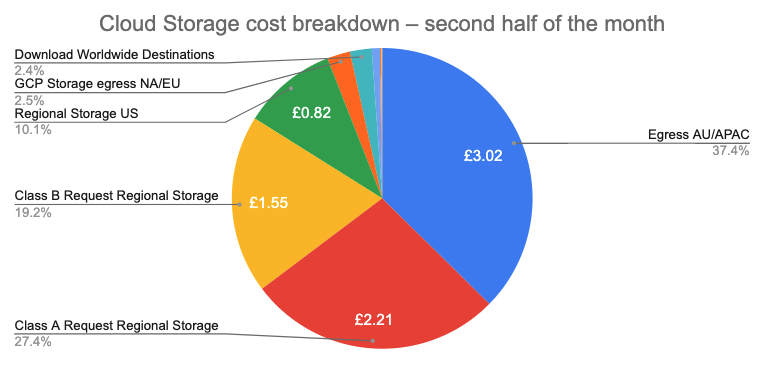 Cloud Storage cost breakdown – second half of the month
Download Worldwide Destinations
2.4%
GCP Storage egress NA/EU
2.5%
Regional Storage US
10.1%
Class B Request Regional Storage
19.2%
Class A Request Regional Storage
27.4%
Egress AU/APAC
37.4%
£0.82
£3.02
£1.55
£2.21